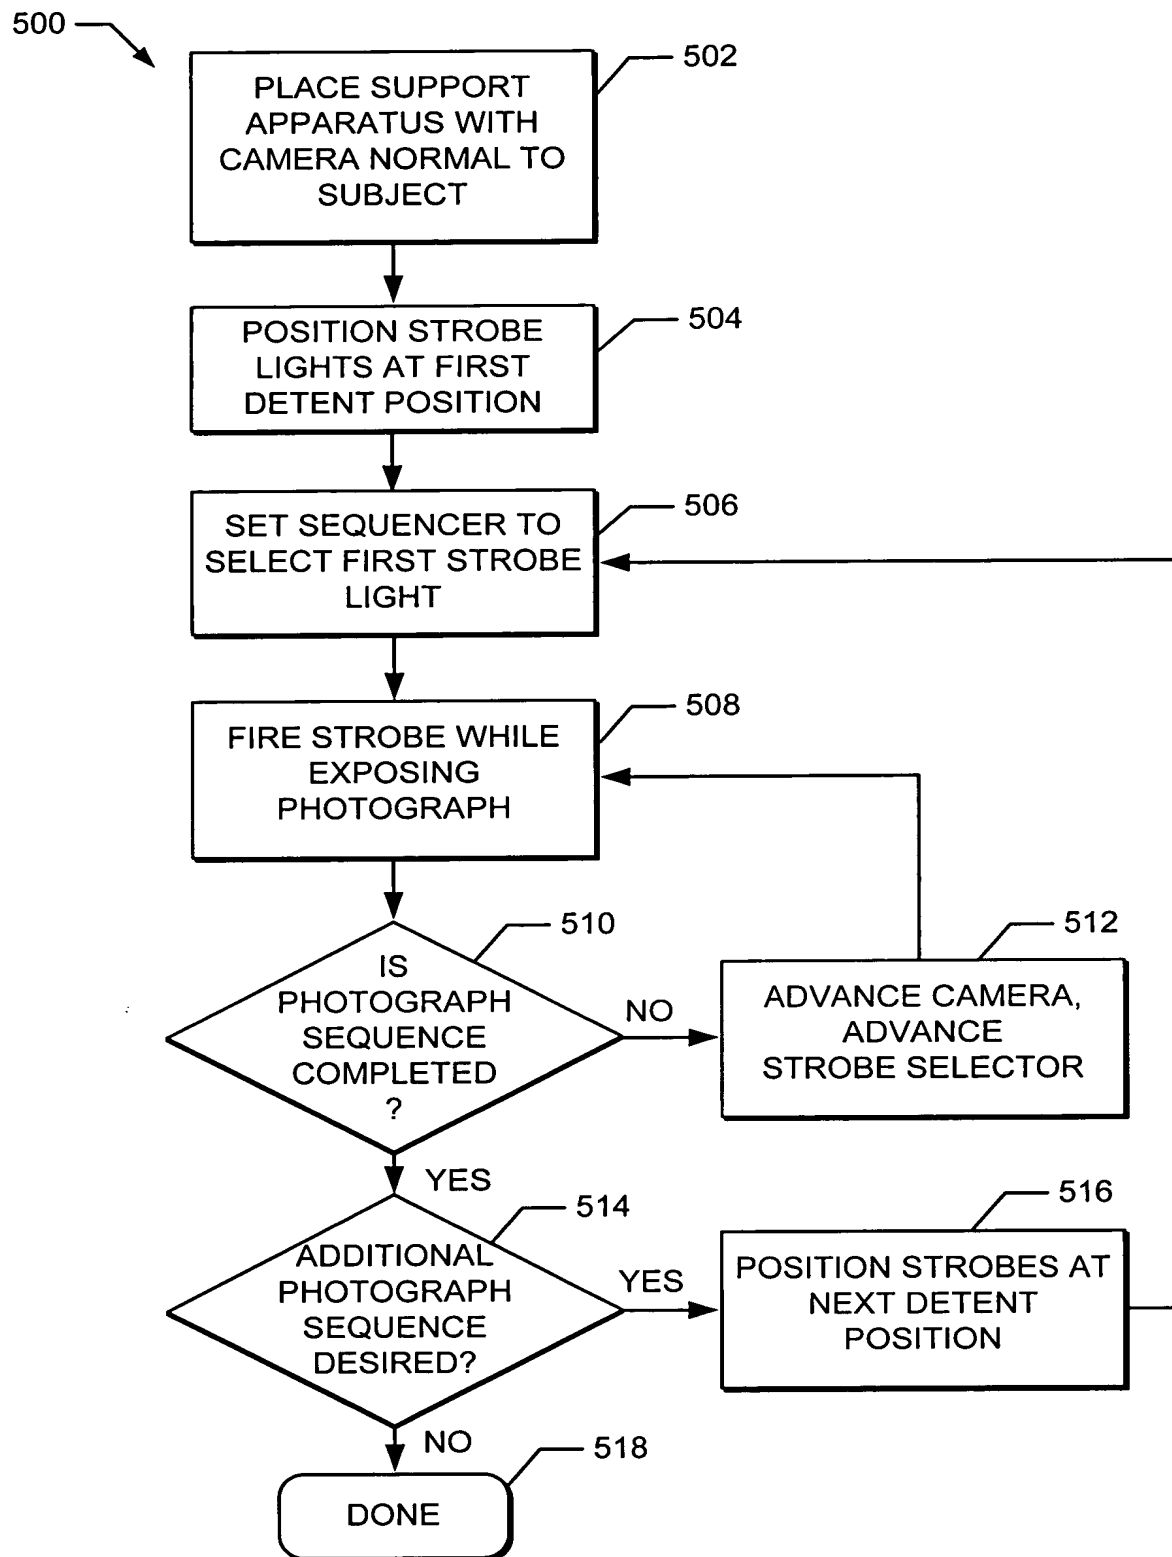 500
502
PLACE SUPPORT
APPARATUS WITH
CAMERA NORMAL TO
SUBJECT
504
POSITION STROBE
LIGHTS AT FIRST
DETENT POSITION
506
SET SEQUENCER TO
SELECT FIRST STROBE
LIGHT
508
FIRE STROBE WHILE
EXPOSING
PHOTOGRAPH
510
IS
PHOTOGRAPH
SEQUENCE
COMPLETED
?
NO
512
ADVANCE CAMERA,
ADVANCE
STROBE SELECTOR
YES
514
ADDITIONAL
PHOTOGRAPH
SEQUENCE
DESIRED?
YES
516
POSITION STROBES AT
NEXT DETENT
POSITION
NO
518
DONE